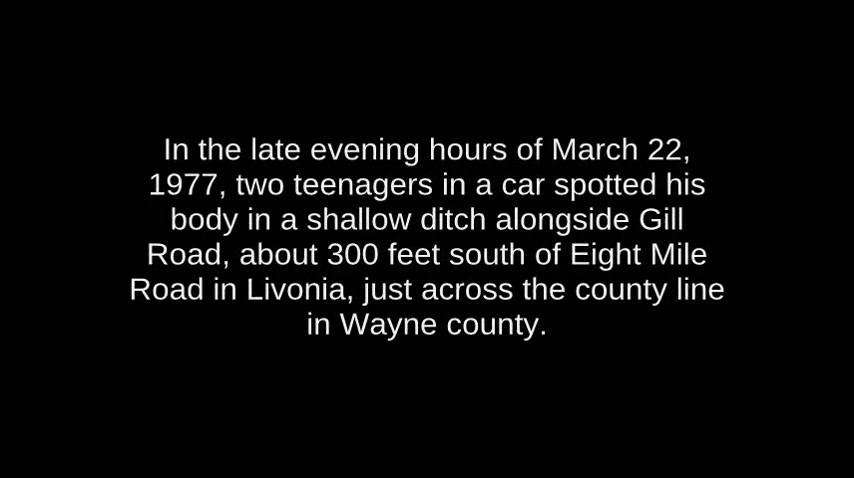 In the late evening hours of March 22,
1977, two teenagers in a car spotted his
body in a shallow ditch alongside Gill
Road, about 300 feet south of Eight Mile
Road in Livonia, just across the county line
in Wayne county.